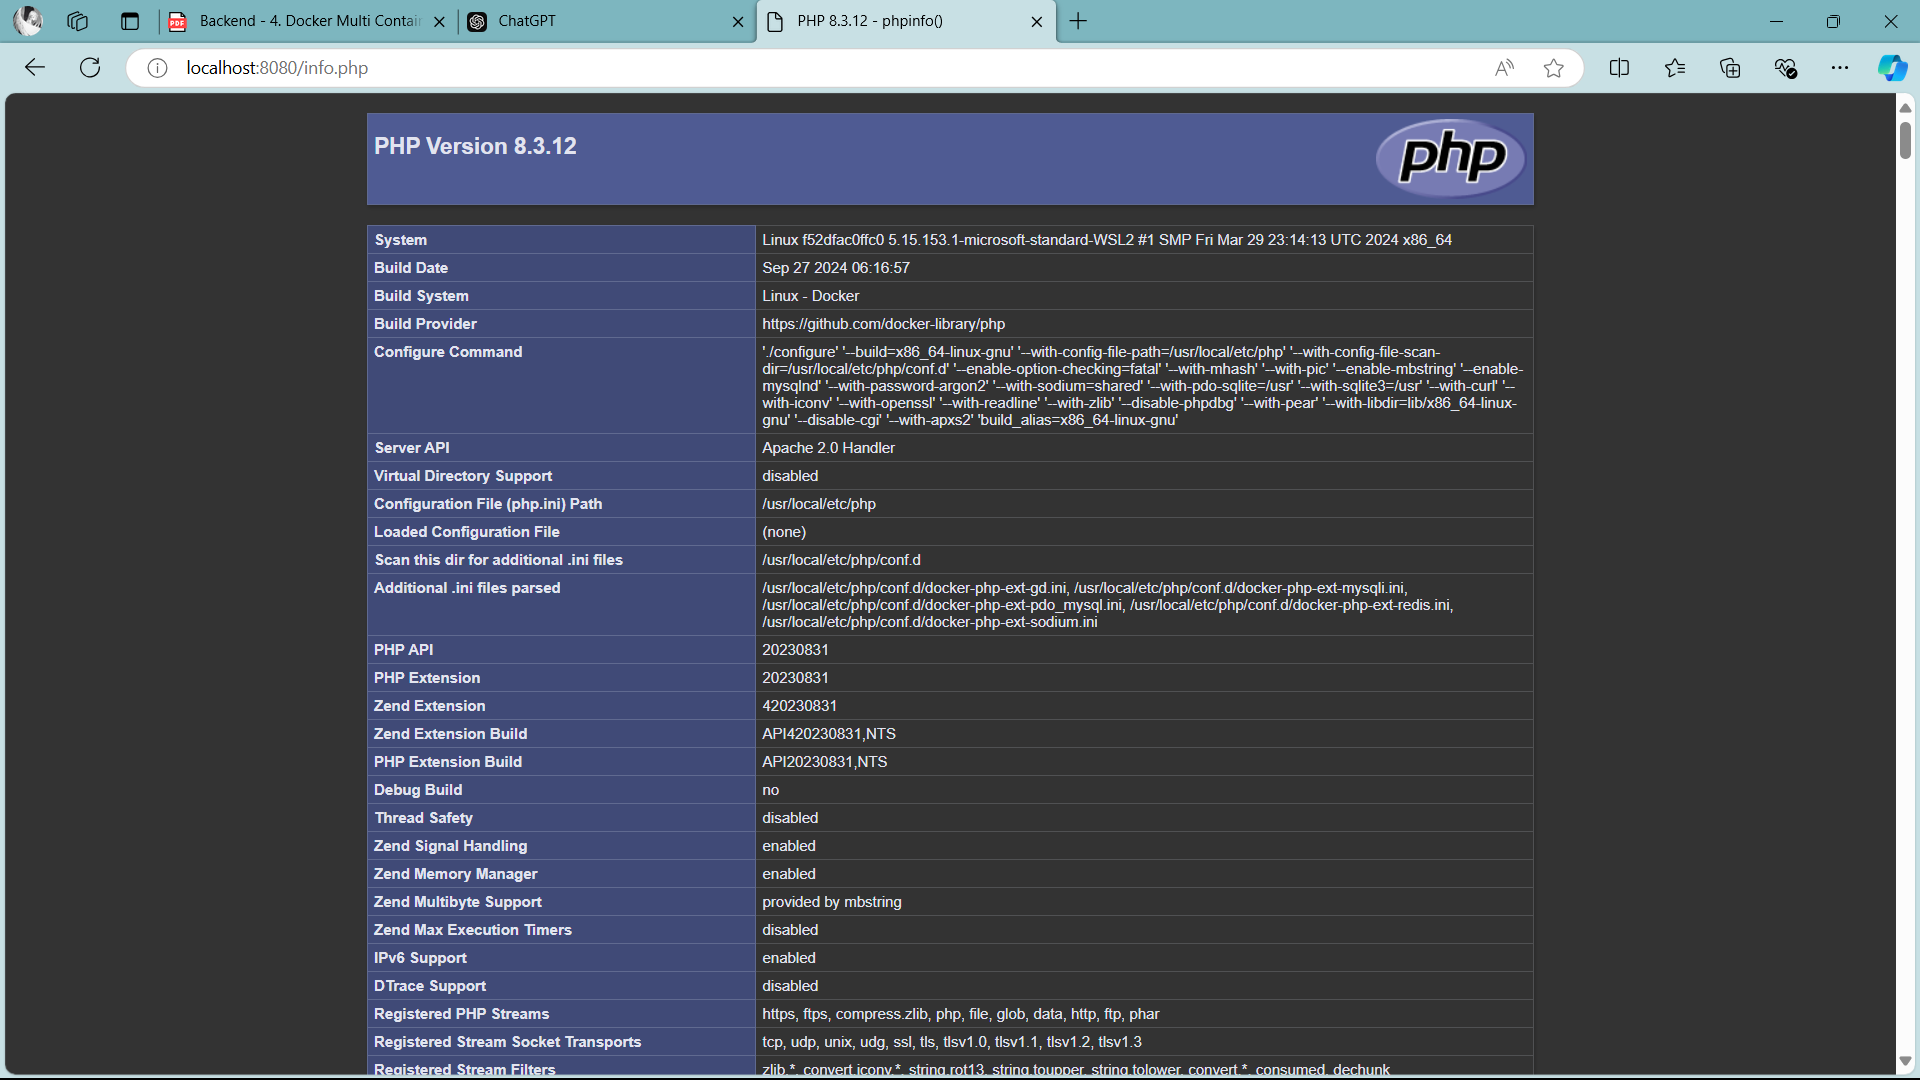 Backend - 4. Docker Multi Contain
ChatGPT
PHP 8.3.12 - phpinfo()
localhost:8080/info.php
PHP Version 8.3.12
php
System Linux f52dfac0ffc0 5.15.153.1-microsoft-standard-WSL2 #1 SMP Fri Mar 29 23:14:13 UTC 2024 x86_64
Build Date Sep 27 2024 06:16:57
Build System Linux - Docker
Build Provider https://github.com/docker-library/php
Configure Command './configure' '--build=x86_64-linux-gnu' '--with-config-file-path=/usr/local/etc/php' '--with-config-file-scan-
dir=/usr/local/etc/php/conf.d' '--enable-option-checking=fatal' '--with-mhash' '--with-pic' '--enable-mbstring' '--enable-
mysqlnd' '--with-password-argon2' '--with-sodium=shared' '--with-pdo-sqlite=/usr' '--with-sqlite3=/usr' '--with-curl' '--
with-iconv' '--with-openssl' '--with-readline' '--with-zlib' '--disable-phpdbg' '--with-pear' '--with-libdir=lib/x86_64-linux-
gnu' '--disable-cgi' '--with-apxs2' 'build_alias=x86_64-linux-gnu'
Server API Apache 2.0 Handler
Virtual Directory Support disabled
Configuration File (php.ini) Path /usr/local/etc/php
Loaded Configuration File (none)
Scan this dir for additional .ini files /usr/local/etc/php/conf.d
Additional .ini files parsed /usr/local/etc/php/conf.d/docker-php-ext-gd.ini, /usr/local/etc/php/conf.d/docker-php-ext-mysqli.ini,
/usr/local/etc/php/conf.d/docker-php-ext-pdo_mysql.ini, /usr/local/etc/php/conf.d/docker-php-ext-redis.ini,
/usr/local/etc/php/conf.d/docker-php-ext-sodium.ini
PHP API 20230831
PHP Extension 20230831
Zend Extension 420230831
Zend Extension Build API420230831,NTS
PHP Extension Build API20230831,NTS
Debug Build no
Thread Safety disabled
Zend Signal Handling enabled
Zend Memory Manager enabled
Zend Multibyte Support provided by mbstring
Zend Max Execution Timers disabled
IPv6 Support enabled
DTrace Support disabled
Registered PHP Streams https, ftps, compress.zlib, php, file, glob, data, http, ftp, phar
Registered Stream Socket Transports tcp, udp, unix, udg, ssl, tls, tlsv1.0, tlsv1.1, tlsv1.2, tlsv1.3
Registered Stream Filters zlib.*, convert.iconv.*, string.rot13, string.toupper, string.tolower, convert.*, consumed, dechunk